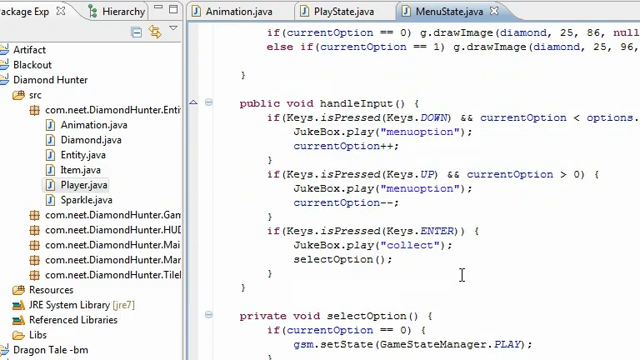 Package Exp
Hierarchy
Artifact
Blackout
Diamond Hunter
src
com.neet.DiamondHunter.Enti
Animation.java
Diamond.java
Entity.java
Item.java
Player.java
Sparkle.java
com.neet.DiamondHunter.Gam
com.neet.DiamondHunter.HUD
com.neet.DiamondHunter.Mai
com.neet.DiamondHunter.Man
com.neet.DiamondHunter.TileM
Resources
JRE System Library [jre7]
Referenced Libraries
Libs
Dragon Tale -bm
Animation.java
PlayState.java
MenuState.java
if(currentOption == 0) g.drawImage(diamond, 25, 86, null
else if(currentOption == 1) g.drawImage(diamond, 25, 96,
}
public void handleInput() {
if(Keys.isPressed(Keys.DOWN) && currentOption < options.
JukeBox.play("menuoption");
currentOption++;
}
if(Keys.isPressed(Keys.UP) && currentOption > 0) {
JukeBox.play("menuoption");
currentOption--;
}
if(Keys.isPressed(Keys.ENTER)) {
JukeBox.play("collect");
selectOption();
}
}
private void selectOption() {
if(currentOption == 0) {
gsm.setState(GameStateManager.PLAY);